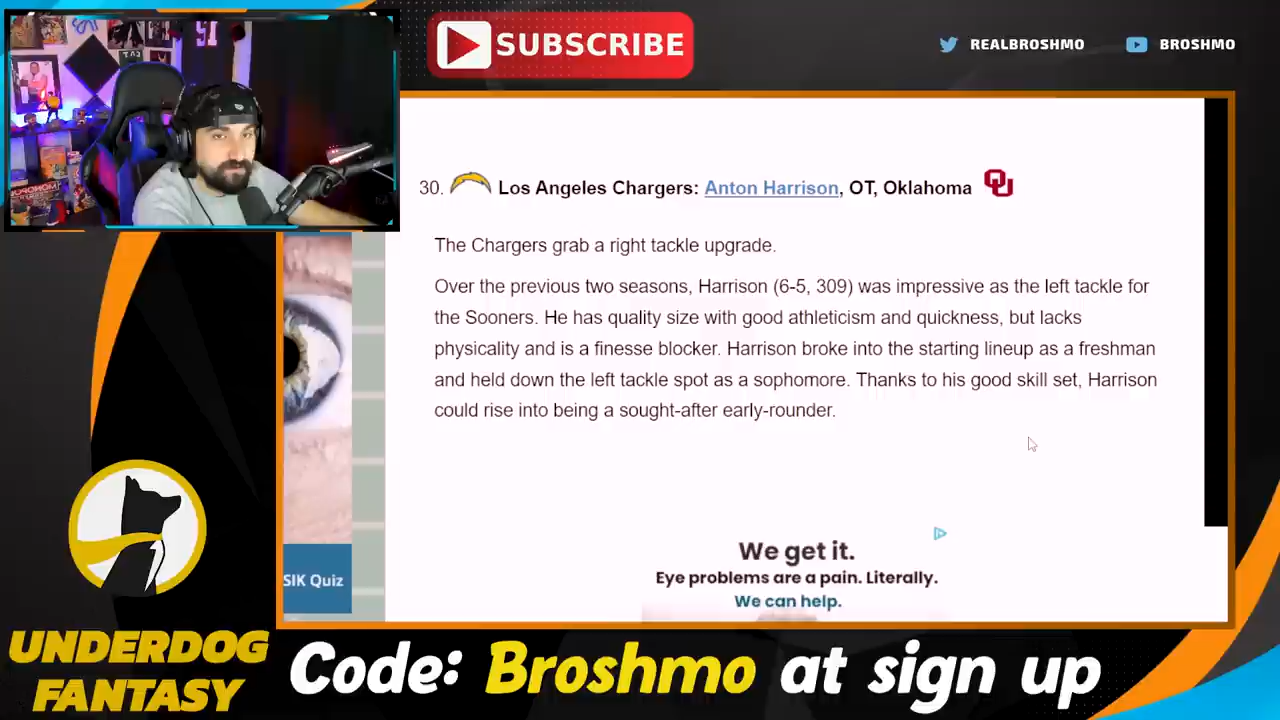 SUBSCRIBE
REALBROSHMO
BROSHMO
30. Los Angeles Chargers: Anton Harrison, OT, Oklahoma
The Chargers grab a right tackle upgrade.
Over the previous two seasons, Harrison (6-5, 309) was impressive as the left tackle for
the Sooners. He has quality size with good athleticism and quickness, but lacks
physicality and is a finesse blocker. Harrison broke into the starting lineup as a freshman
and held down the left tackle spot as a sophomore. Thanks to his good skill set, Harrison
could rise into being a sought-after early-rounder.
We get it.
Eye problems are a pain. Literally.
We can help.
SIK Quiz
UNDERDOG
FANTASY
Code: Broshmo at sign up